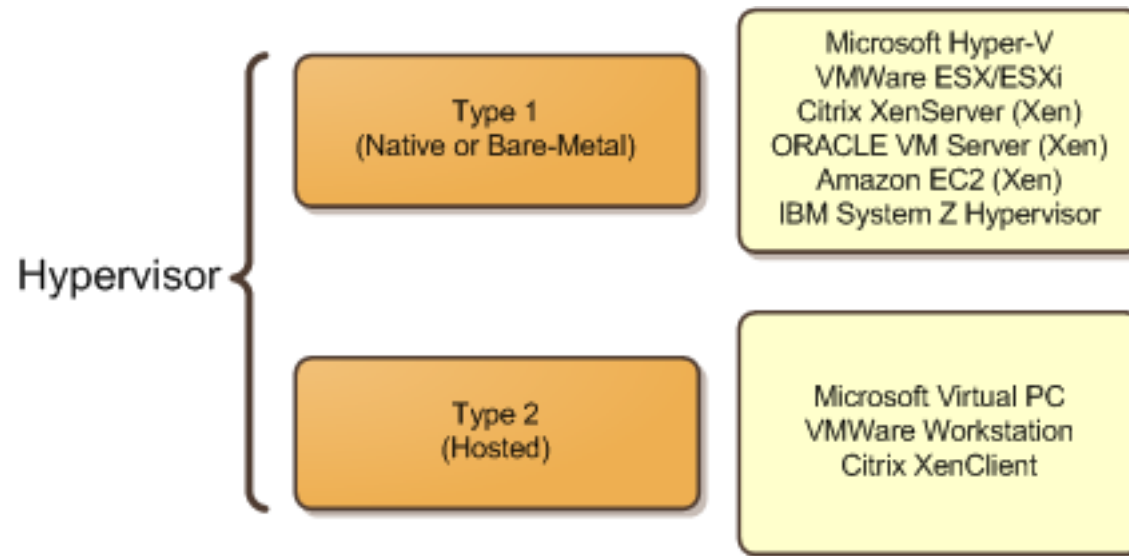 Hypervisor
Type 1
(Native or Bare-Metal)
Microsoft Hyper-V
VMWare ESX/ESXi
Citrix XenServer (Xen)
ORACLE VM Server (Xen)
Amazon EC2 (Xen)
IBM System Z Hypervisor
Type 2
(Hosted)
Microsoft Virtual PC
VMWare Workstation
Citrix XenClient